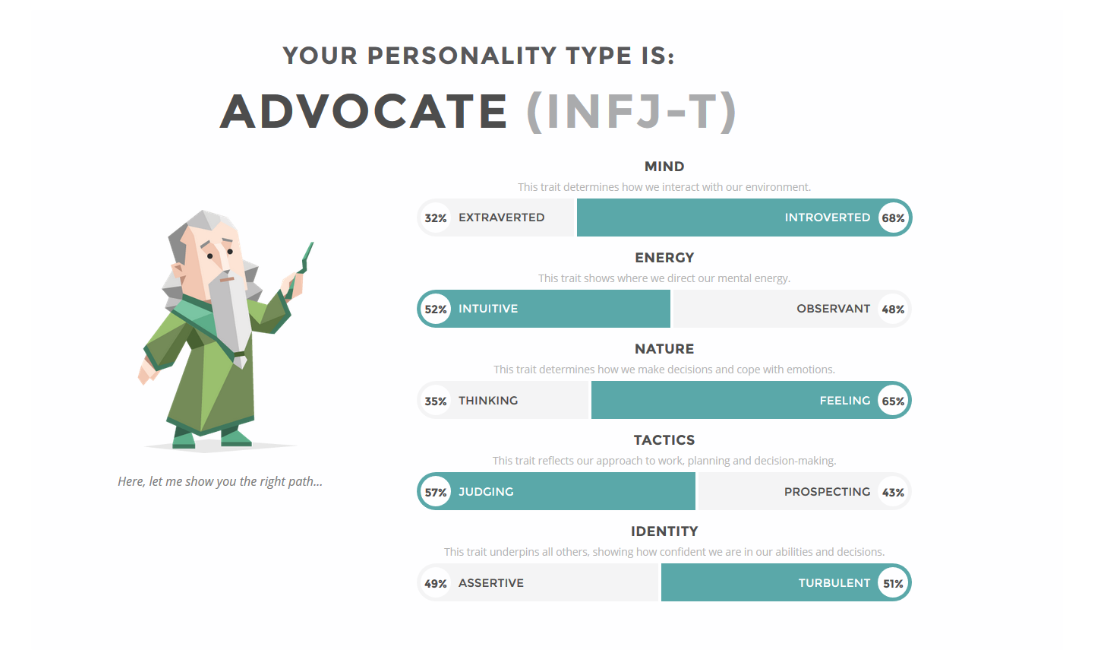 YOUR PERSONALITY TYPE IS:
ADVOCATE (INFJ-T)
MIND
This trait determines how we interact with our environment.
32% EXTRAVERTED INTROVERTED 68%
ENERGY
This trait shows where we direct our mental energy.
52% INTUITIVE OBSERVANT 48%
NATURE
This trait determines how we make decisions and cope with emotions.
35% THINKING FEELING 65%
TACTICS
This trait reflects our approach to work, planning and decision-making.
57% JUDGING PROSPECTING 43%
IDENTITY
This trait underpins all others, showing how confident we are in our abilities and decisions.
49% ASSERTIVE TURBULENT 51%
Here, let me show you the right path...